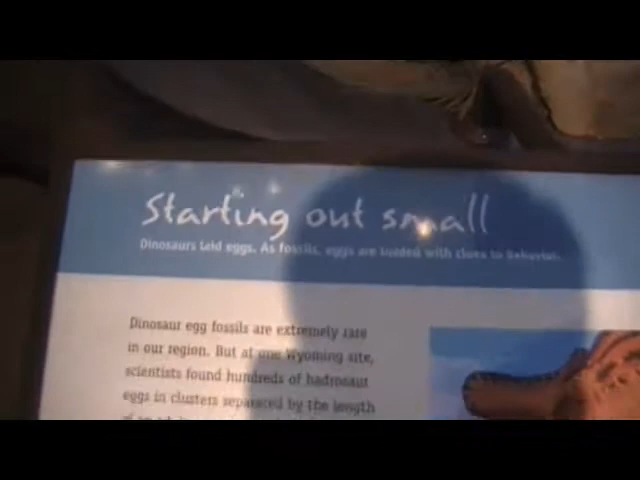 Starting out small
Dinosaurs laid eggs. As fossils, eggs are loaded with clues to behavior.
Dinosaur egg fossils are extremely rare
in our region. But at one Wyoming site,
scientists found hundreds of hadrosaur
eggs in clusters separated by the length